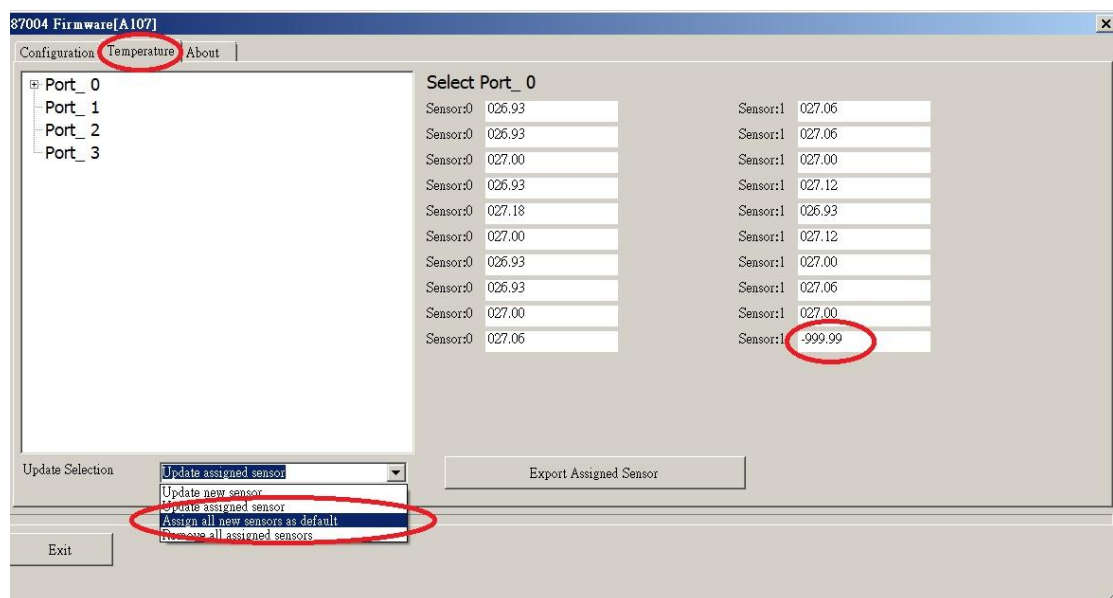 87004 Firmware[A107] x
Configuration Temperature About
Port_ 0
Port_ 1
Port_ 2
Port_ 3
Select Port_ 0
Sensor:0 026.93 Sensor:1 027.06
Sensor:0 026.93 Sensor:1 027.06
Sensor:0 027.00 Sensor:1 027.00
Sensor:0 026.93 Sensor:1 027.12
Sensor:0 027.18 Sensor:1 026.93
Sensor:0 027.00 Sensor:1 027.12
Sensor:0 026.93 Sensor:1 027.00
Sensor:0 026.93 Sensor:1 027.06
Sensor:0 027.00 Sensor:1 027.00
Sensor:0 027.06 Sensor:1 -999.99
Update Selection Update assigned sensor Export Assigned Sensor
Update new sensor
Update assigned sensor
Assign all new sensors as default
Remove all assigned sensors
Exit